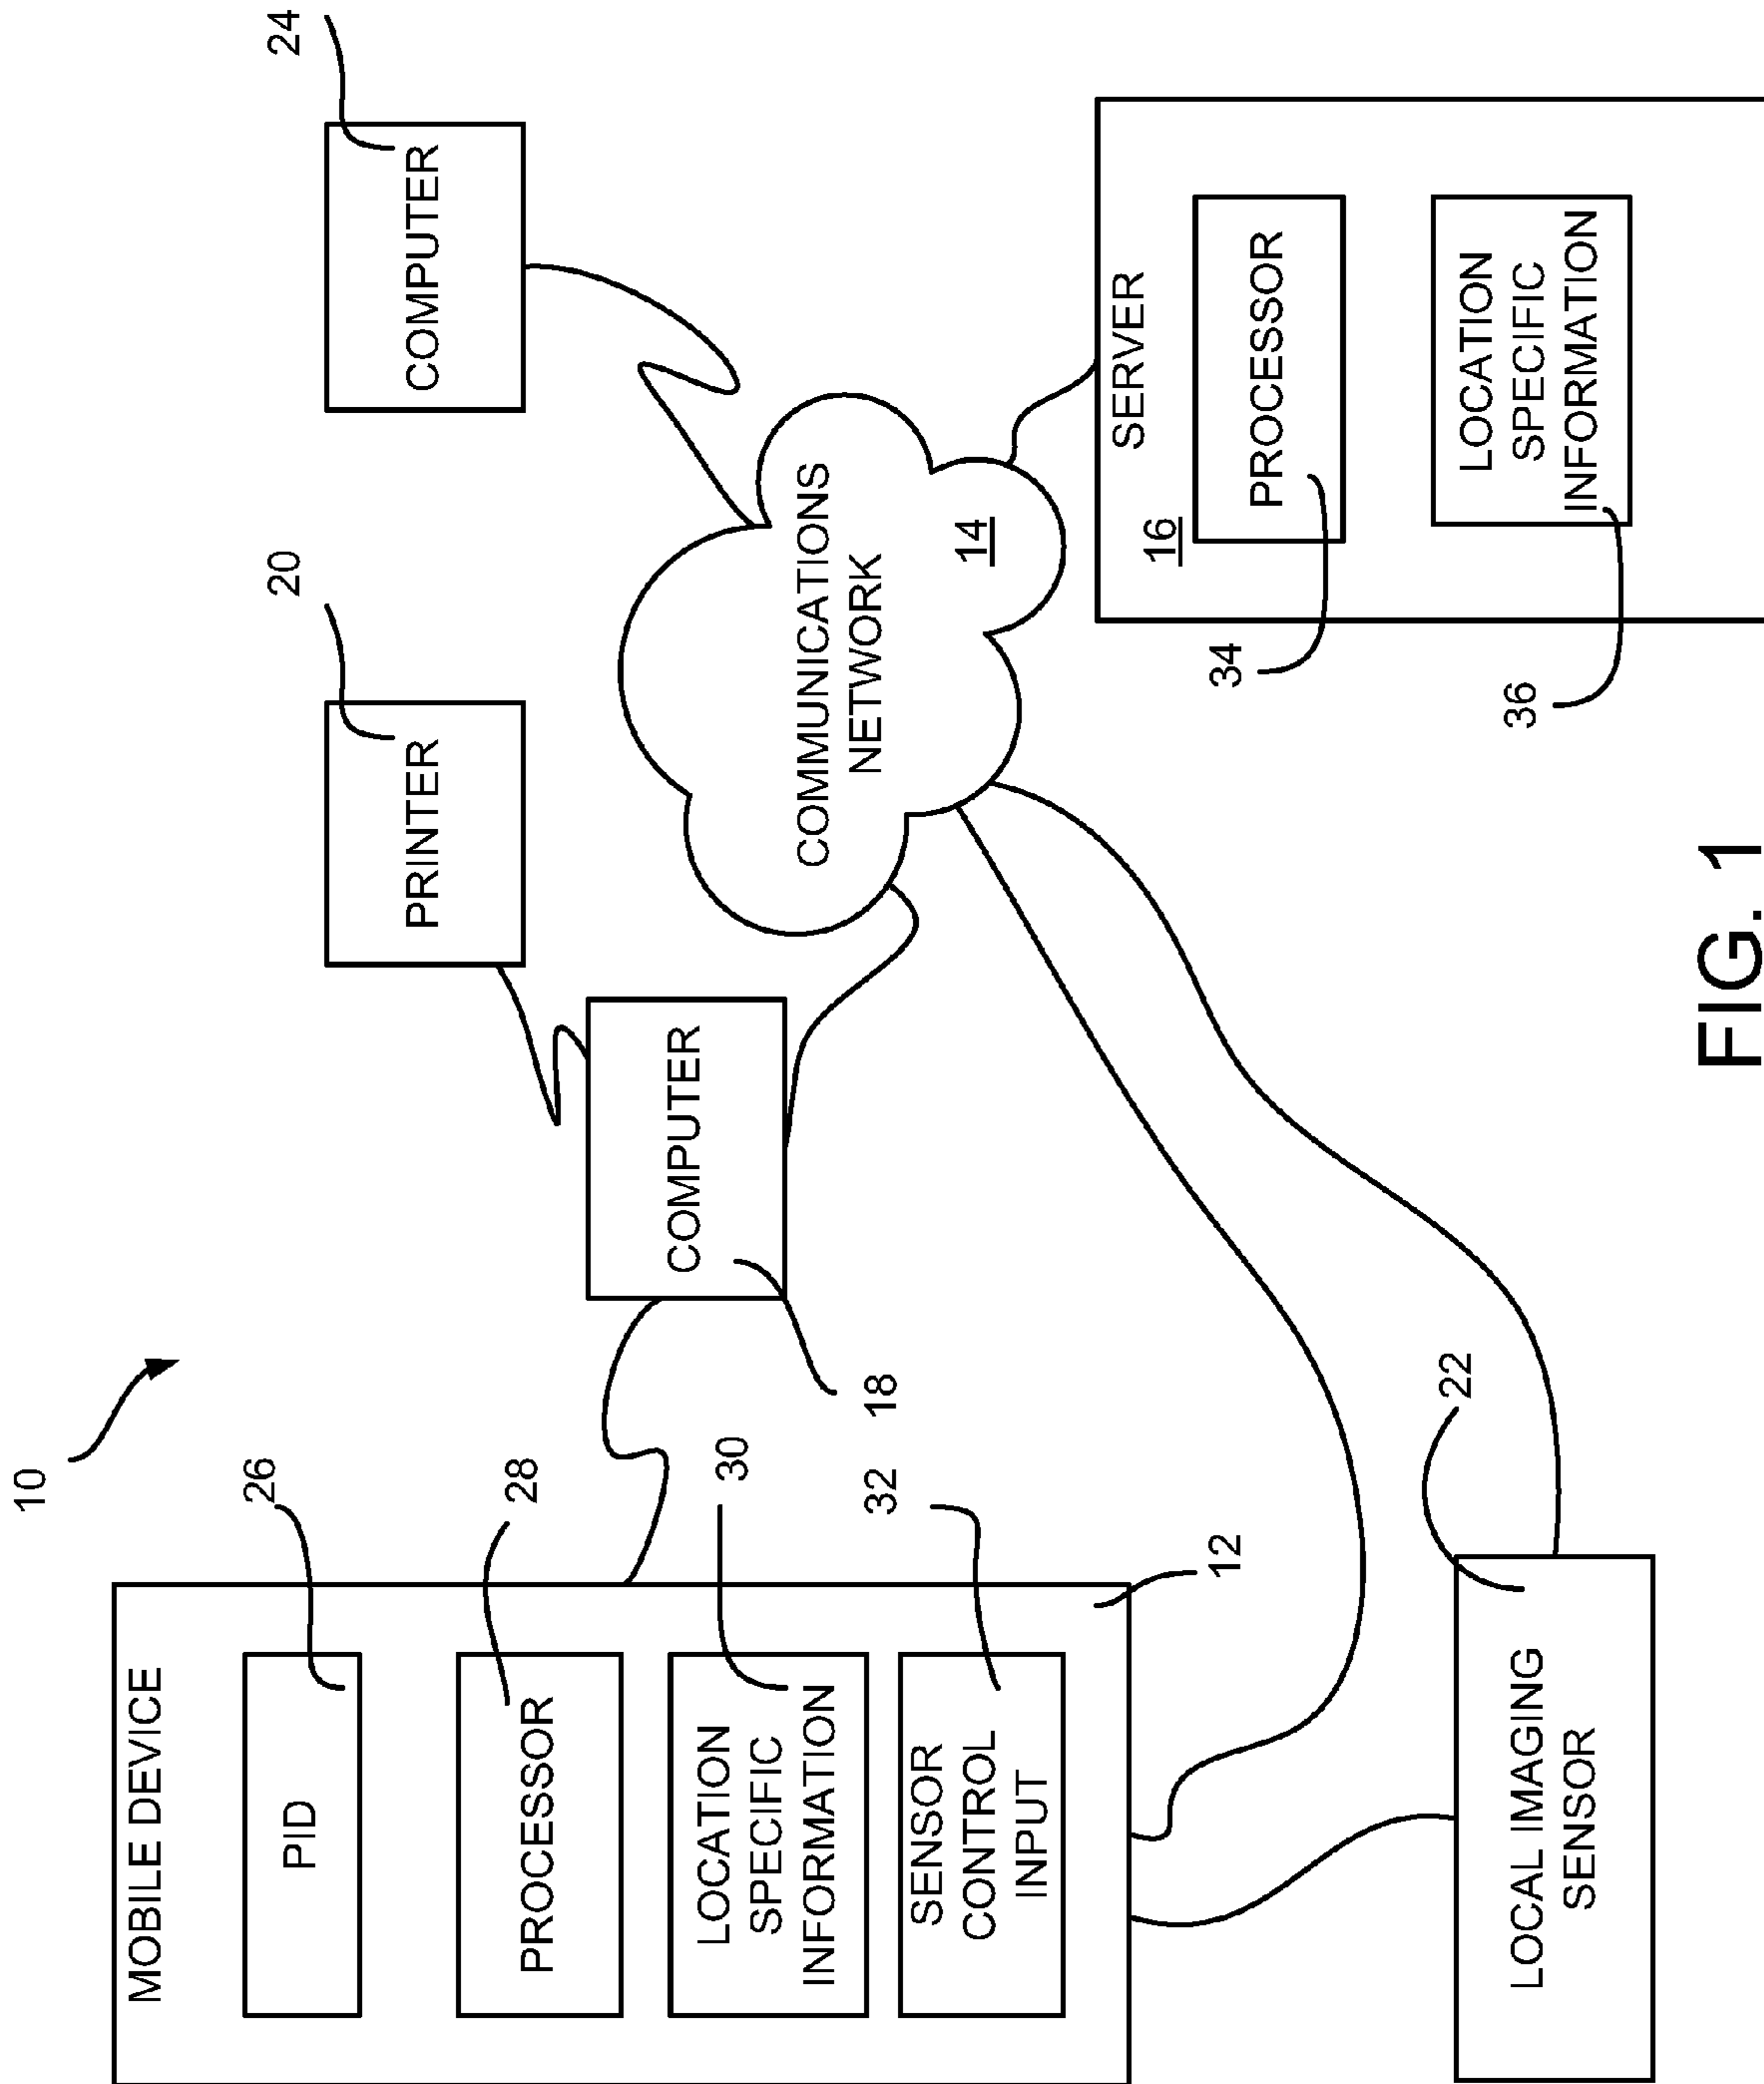 10
MOBILE DEVICE
PID
26
PROCESSOR
28
LOCATION
SPECIFIC
INFORMATION
30
SENSOR
CONTROL
INPUT
32
12
COMPUTER
18
PRINTER
20
COMPUTER
24
COMMUNICATIONS
NETWORK
14
SERVER
16
PROCESSOR
34
LOCATION
SPECIFIC
INFORMATION
36
LOCAL IMAGING
SENSOR
22
FIG. 1